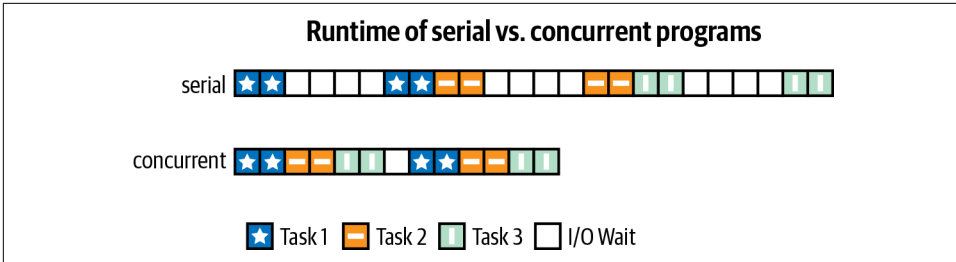 Runtime of serial vs. concurrent programs
serial
concurrent
Task 1 Task 2 Task 3 I/O Wait